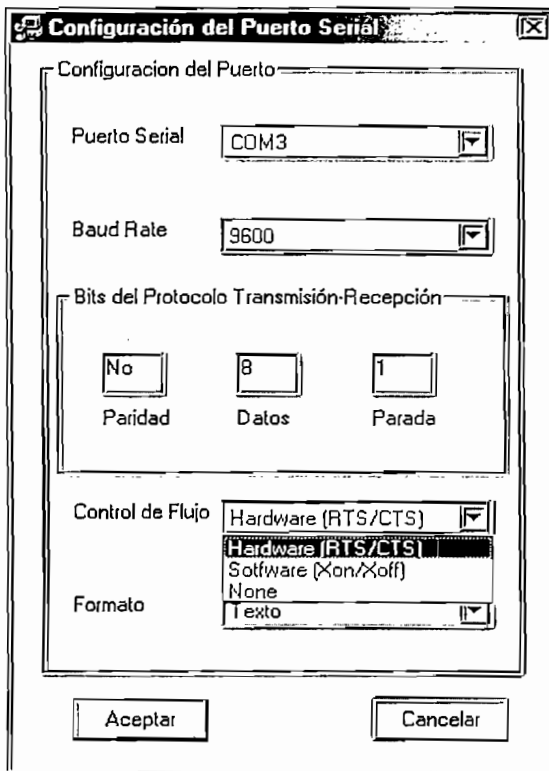 Configuración del Puerto Serial
Configuracion del Puerto
Puerto Serial COM3
Baud Rate 9600
Bits del Protocolo Transmisión-Recepción
No 8 1
Paridad Datos Parada
Control de Flujo Hardware (RTS/CTS)
Hardware (RTS/CTS)
Sotfware (Xon/Xoff)
None
Formato Texto
Aceptar Cancelar